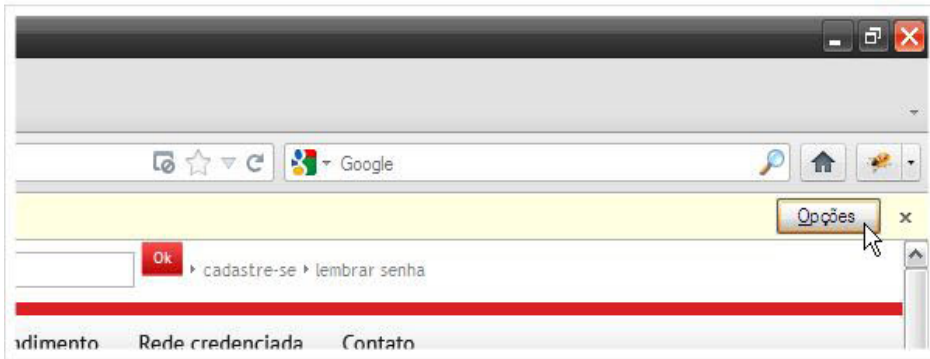 Google
Opções
Ok cadastre-se lembrar senha
Rede credenciada Contato